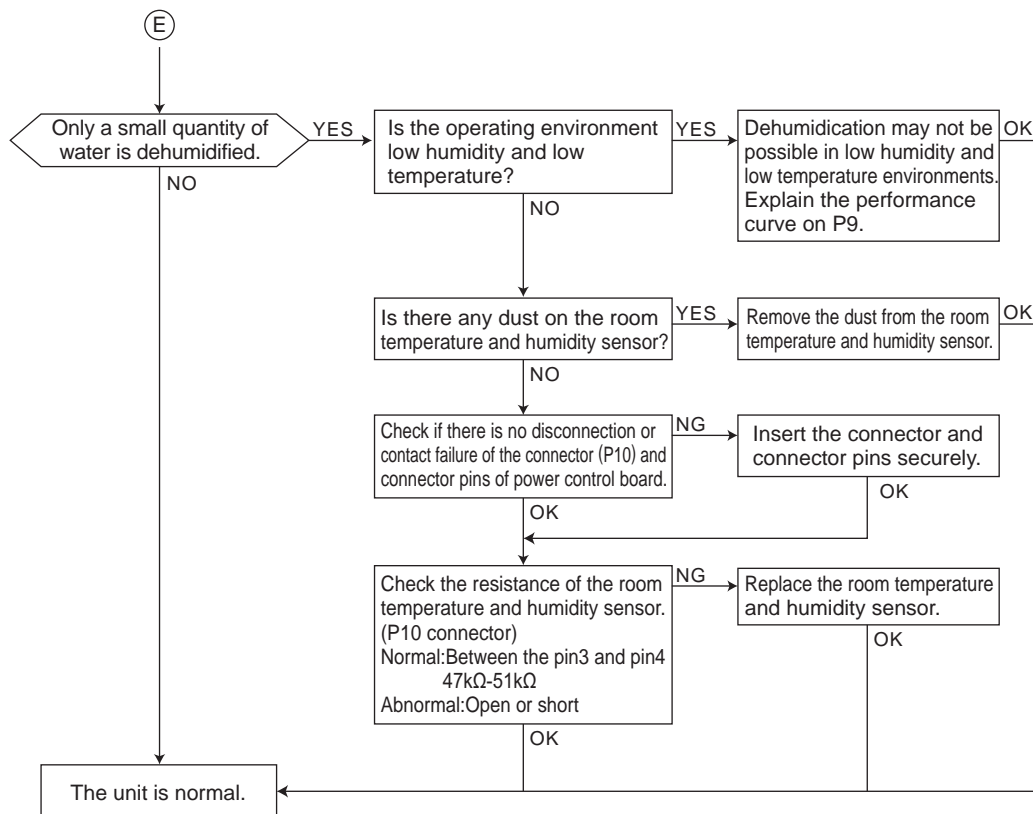 E
Only a small quantity of
water is dehumidified.
YES
Is the operating environment
low humidity and low
temperature?
YES
Dehumidication may not be
possible in low humidity and
low temperature environments.
Explain the performance
curve on P9.
OK
NO
NO
Is there any dust on the room
temperature and humidity sensor?
YES
Remove the dust from the room
temperature and humidity sensor.
OK
NO
Check if there is no disconnection or
contact failure of the connector (P10) and
connector pins of power control board.
NG
Insert the connector and
connector pins securely.
OK
OK
Check the resistance of the room
temperature and humidity sensor.
(P10 connector)
Normal:Between the pin3 and pin4
47kΩ-51kΩ
Abnormal:Open or short
NG
Replace the room temperature
and humidity sensor.
OK
OK
The unit is normal.